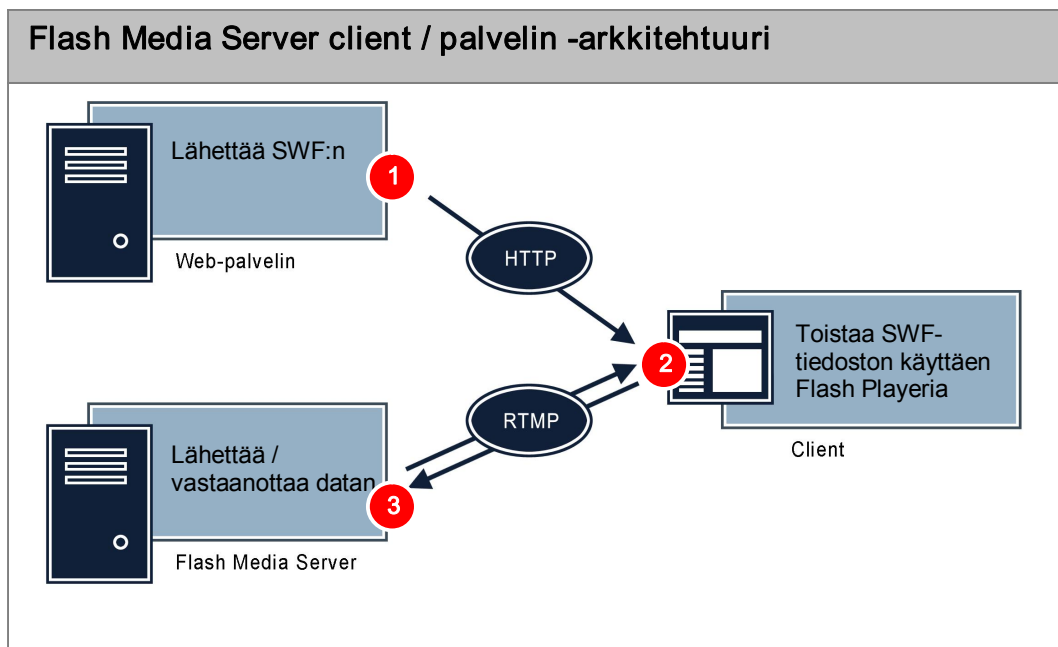 Flash Media Server client / palvelin -arkkitehtuuri
Lähettää SWF:n
1
Web-palvelin
HTTP
2
Toistaa SWF-
tiedoston käyttäen
Flash Playeria
Client
RTMP
Lähettää /
vastaanottaa datan
3
Flash Media Server